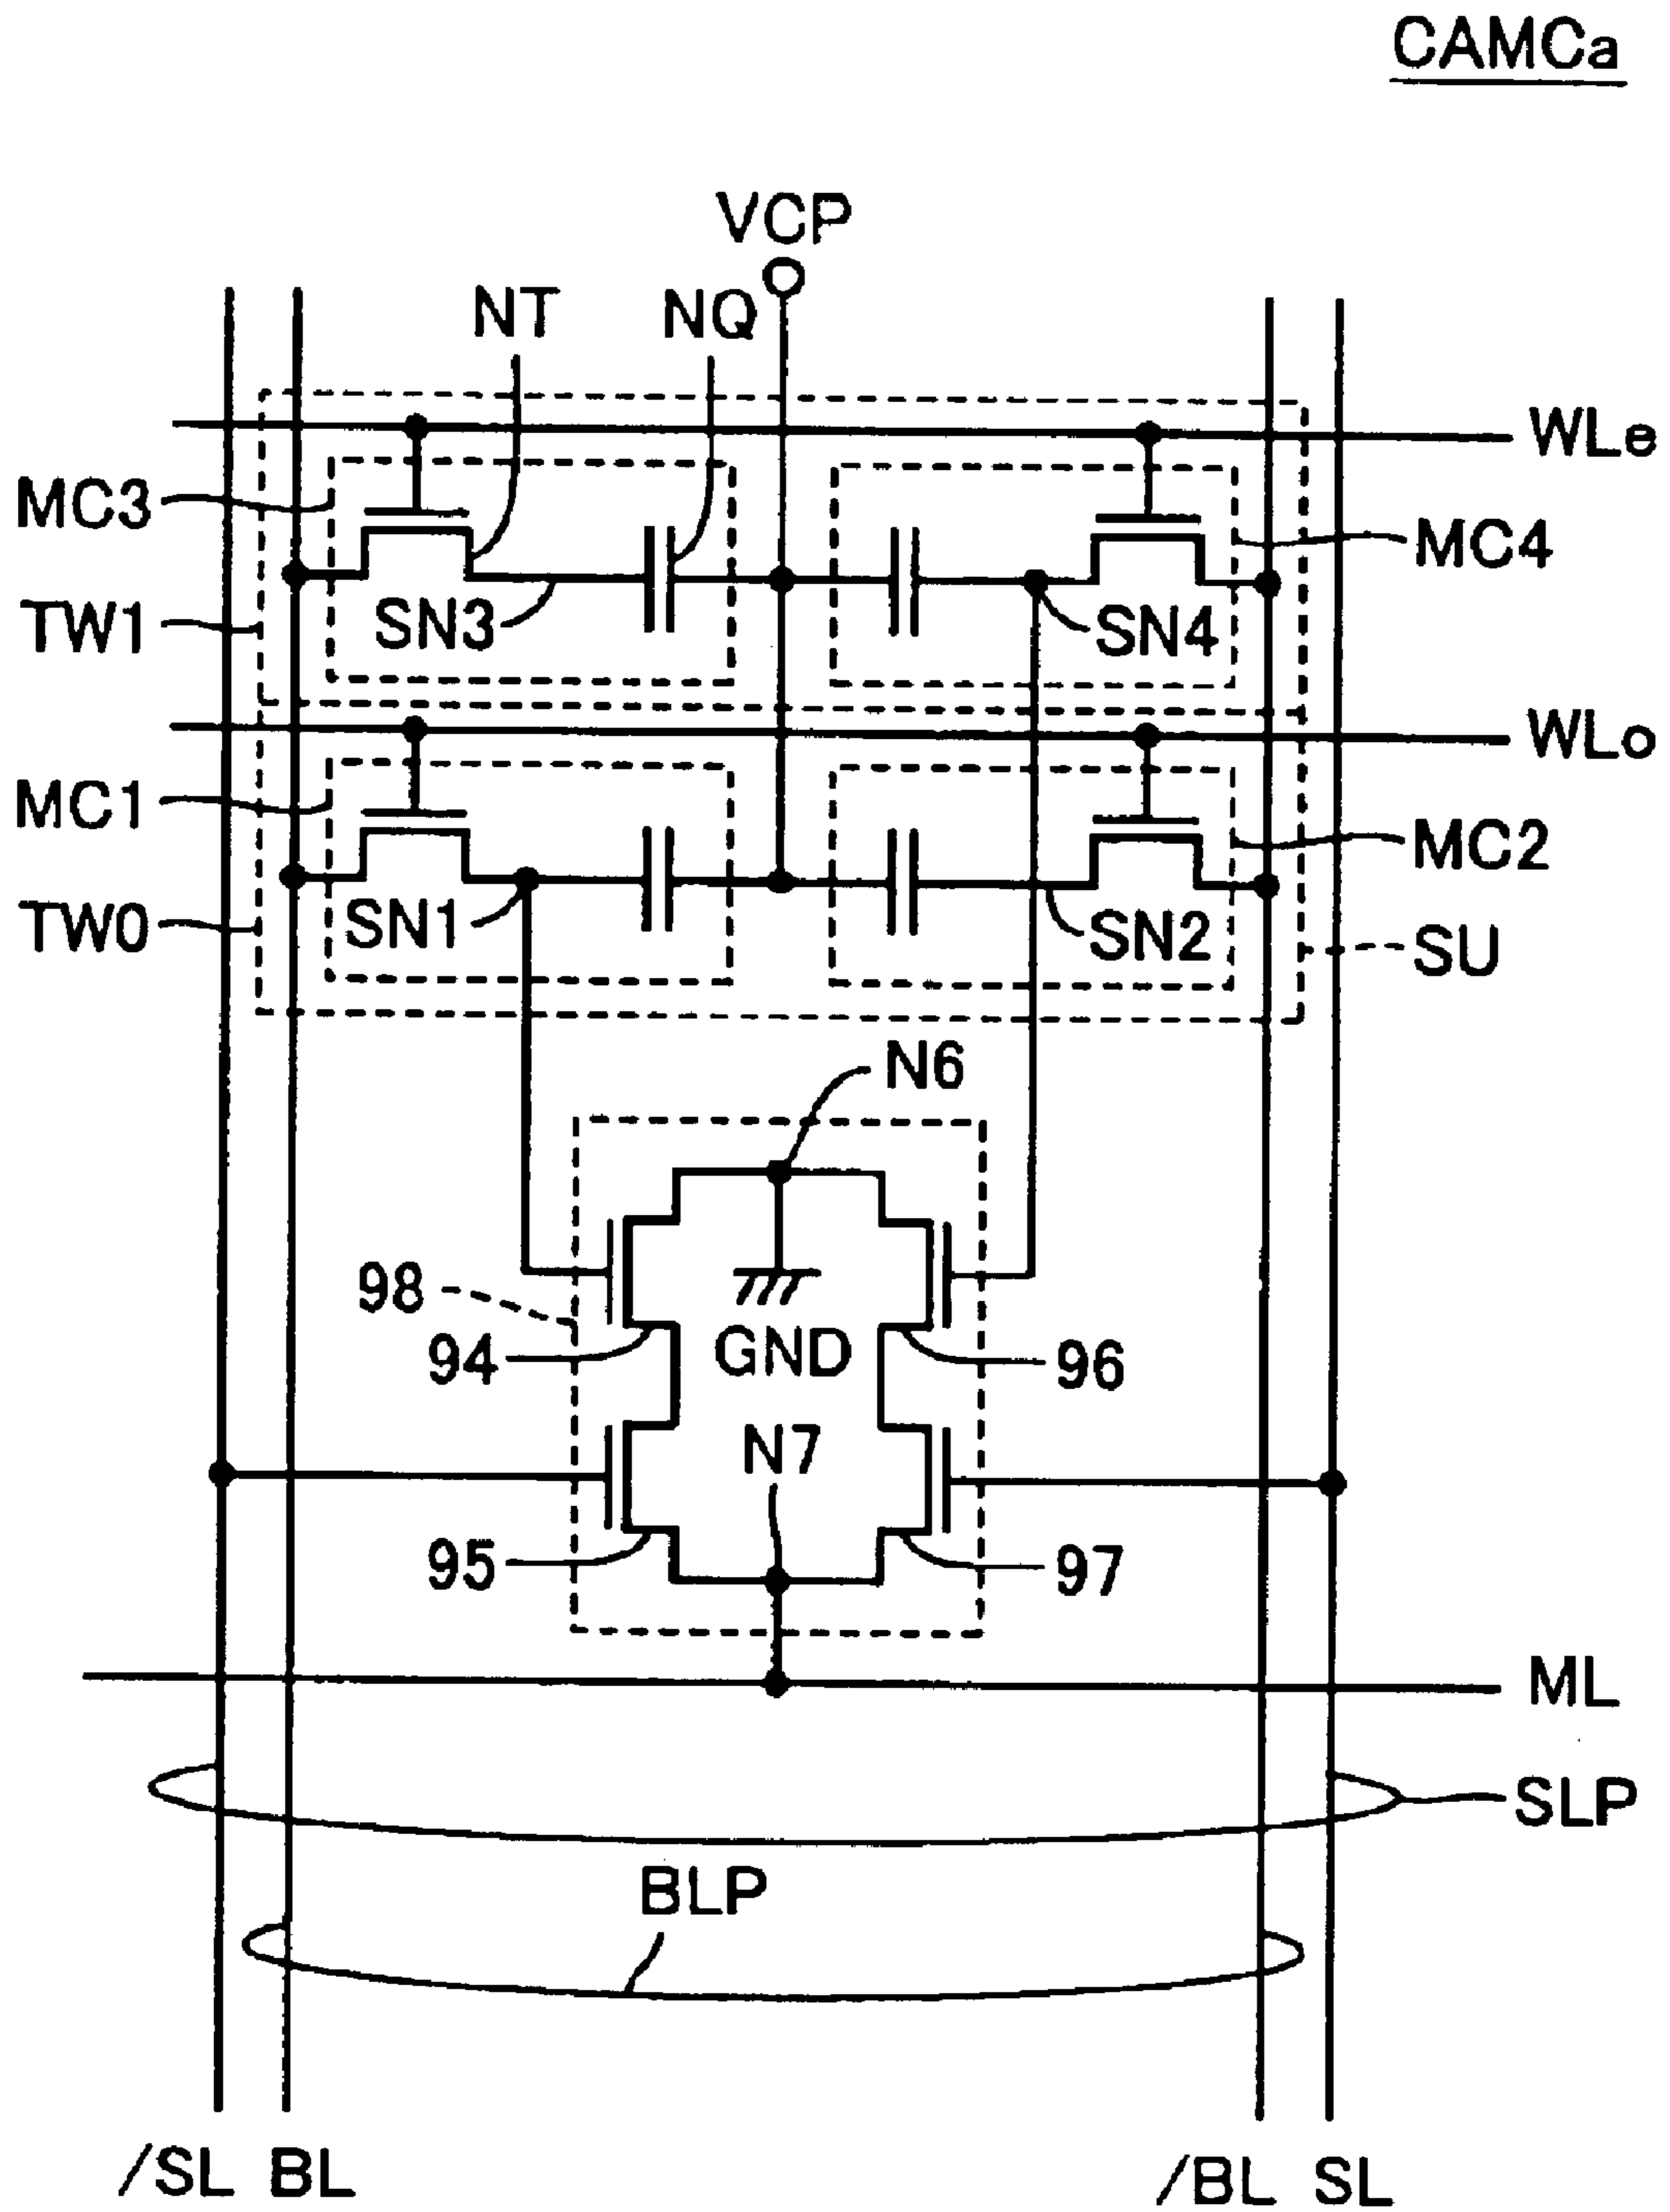 CAMCa
VCP
NT
NQ
WLe
MC3
MC4
SN3
SN4
TW1
WLo
MC1
MC2
SN1
SN2
TW0
SU
N6
98
GND
94
96
N7
95
97
ML
SLP
BLP
/SL
BL
/BL
SL